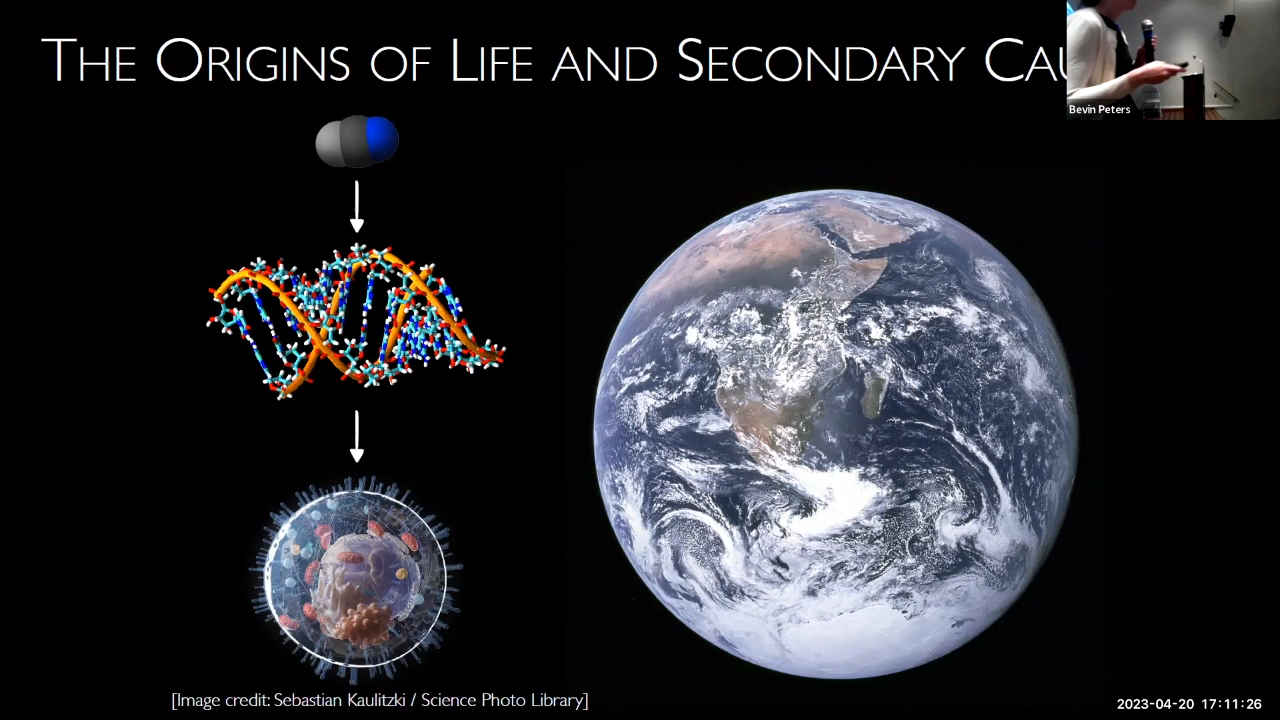 THE ORIGINS OF LIFE AND SECONDARY
Bevin Peters
[Image credit: Sebastian Kaulitzki / Science Photo Library]
2023-04-20 17:11:26